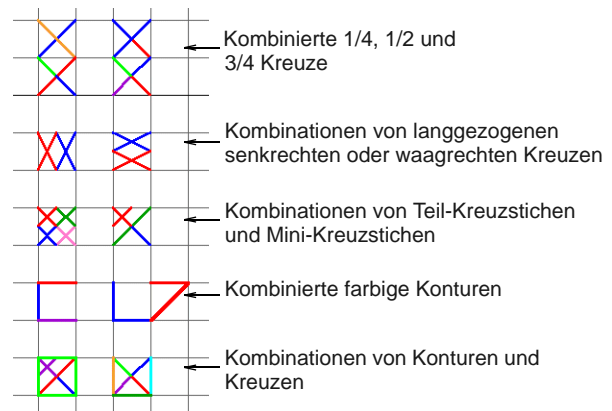 Kombinierte 1/4, 1/2 und
3/4 Kreuze
Kombinationen von langgezogenen
senkrechten oder waagrechten Kreuzen
Kombinationen von Teil-Kreuzstichen
und Mini-Kreuzstichen
Kombinierte farbige Konturen
Kombinationen von Konturen und
Kreuzen